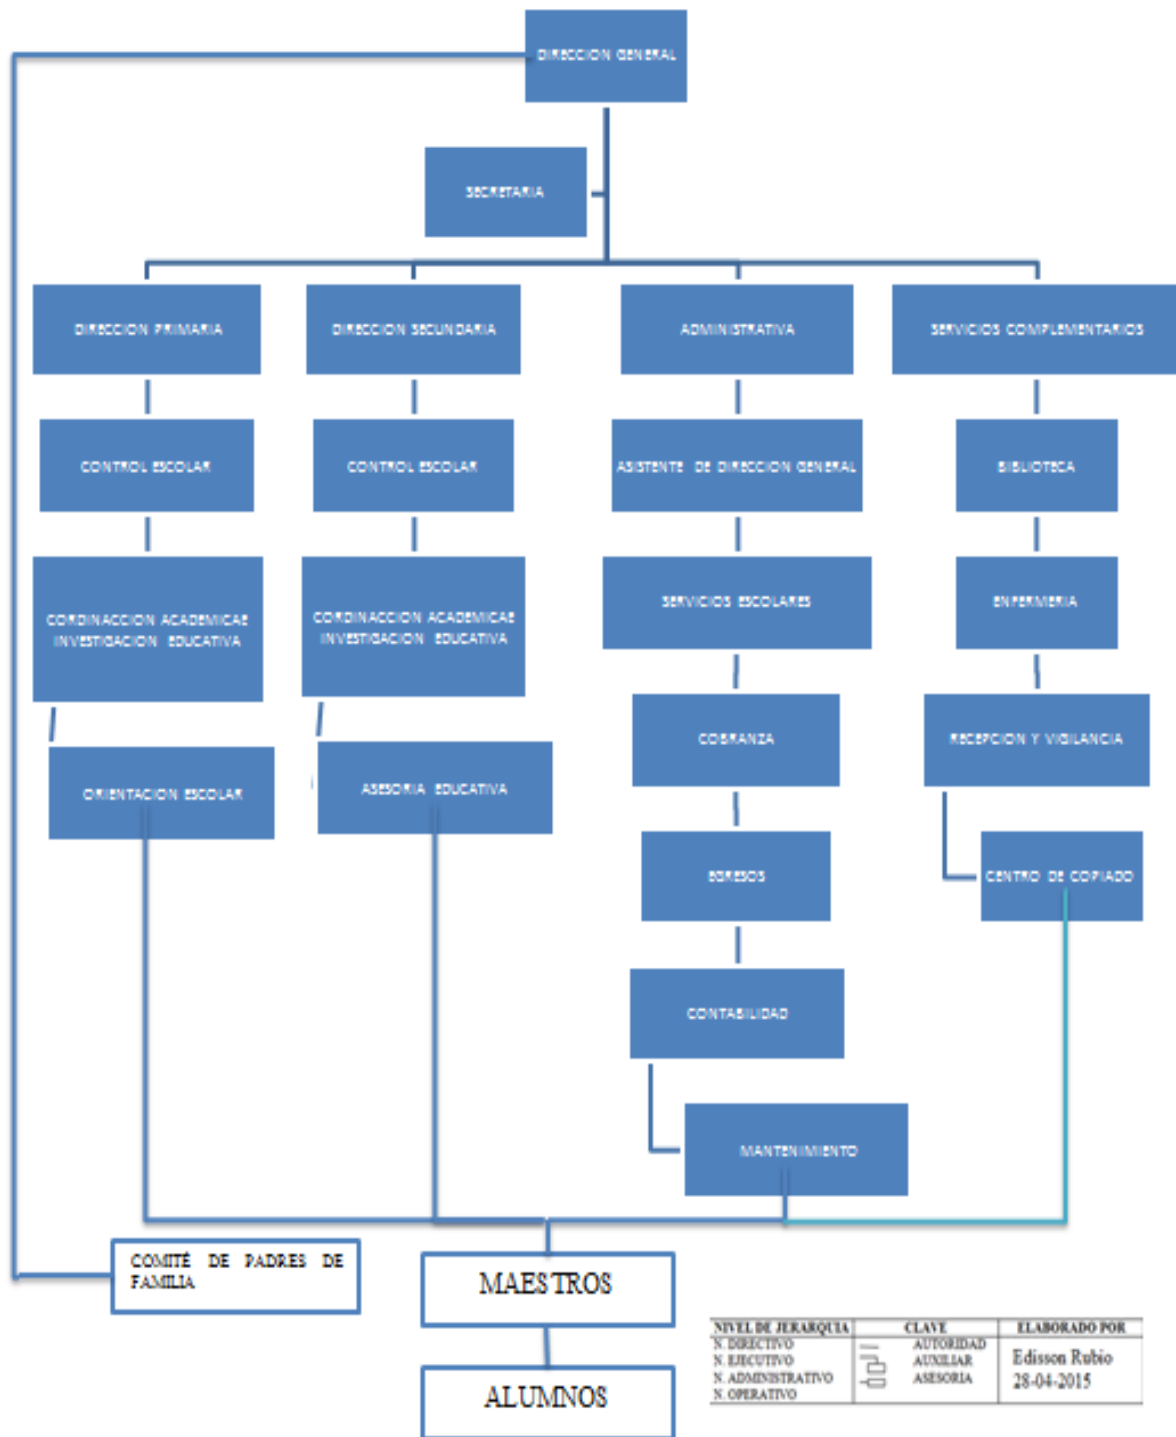 DIRECCION GENERAL
SECRETARIA
DIRECCION PRIMARIA
DIRECCION SECUNDARIA
ADMINISTRATIVA
SERVICIOS COMPLEMENTARIOS
CONTROL ESCOLAR
CONTROL ESCOLAR
ASISTENTE DE DIRECCION GENERAL
BIBLIOTECA
CORDINACCION ACADEMICAE
INVESTIGACION EDUCATIVA
CORDINACCION ACADEMICAE
INVESTIGACION EDUCATIVA
SERVICIOS ESCOLARES
ENFERMERIA
COBRANZA
RECEPCION Y VIGILANCIA
ORIENTACION ESCOLAR
ASESORIA EDUCATIVA
EGRESOS
CENTRO DE COPIADO
CONTABILIDAD
MANTENIMIENTO
COMITÉ DE PADRES DE
FAMILIA
MAESTROS
ALUMNOS
NIVEL DE JERARQUIA CLAVE ELABORADO POR
N. DIRECTIVO AUTORIDAD
N. EJECUTIVO AUXILIAR Edisson Rubio
N. ADMINISTRATIVO ASESORIA 28-04-2015
N. OPERATIVO